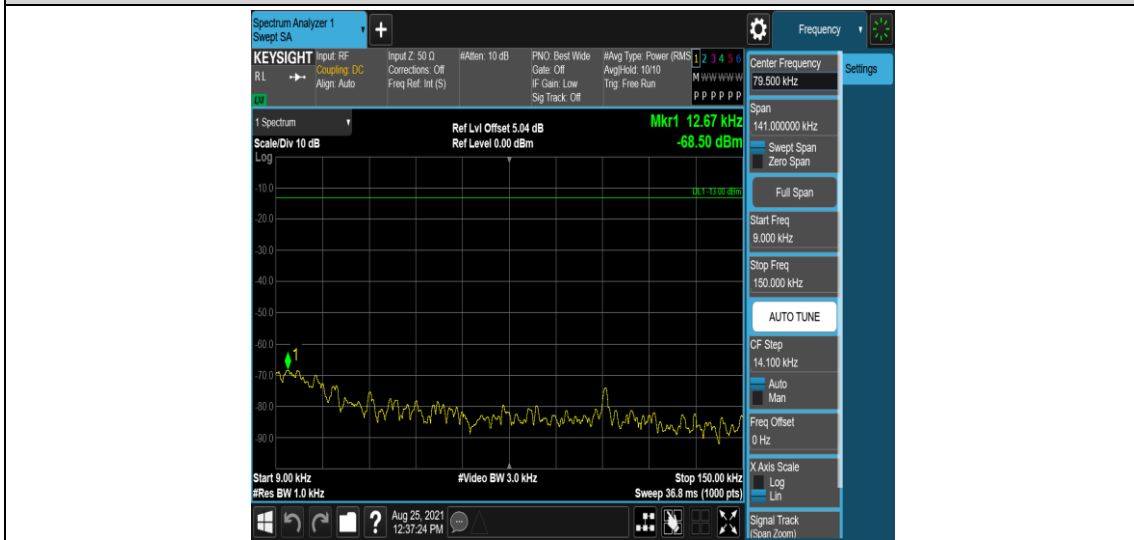 Spectrum Analyzer 1
Swept SA
+
Frequency
KEYSIGHT
R L
Input: RF
Coupling: DC
Align: Auto
Input Z: 50 Ω
Corrections: Off
Freq Ref: Int (S)
#Atten: 10 dB
PNO: Best Wide
Gate: Off
IF Gain: Low
Sig Track: Off
#Avg Type: Power (RMS
Avg|Hold: 10/10
Trig: Free Run
1 2 3 4 5 6
M W W W W W
P P P P P P
1 Spectrum
Scale/Div 10 dB
Log
Ref Lvl Offset 5.04 dB
Ref Level 0.00 dBm
Mkr1 12.67 kHz
-68.50 dBm
DL1 -13.00 dBm
-10.0
-20.0
-30.0
-40.0
-50.0
-60.0
-70.0
-80.0
-90.0
1
Start 9.00 kHz
#Res BW 1.0 kHz
#Video BW 3.0 kHz
Stop 150.00 kHz
Sweep 36.8 ms (1000 pts)
Center Frequency
79.500 kHz
Settings
Span
141.000000 kHz
Swept Span
Zero Span
Full Span
Start Freq
9.000 kHz
Stop Freq
150.000 kHz
AUTO TUNE
CF Step
14.100 kHz
Auto
Man
Freq Offset
0 Hz
X Axis Scale
Log
Lin
Signal Track
(Span Zoom)
?
Aug 25, 2021
12:37:24 PM